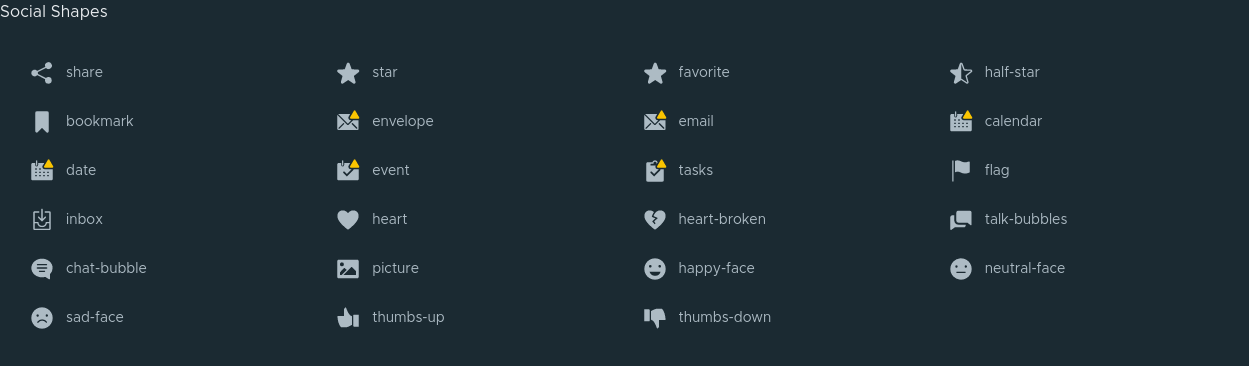 Social Shapes
share star favorite half-star
bookmark envelope email calendar
date event tasks flag
inbox heart heart-broken talk-bubbles
chat-bubble picture happy-face neutral-face
sad-face thumbs-up thumbs-down